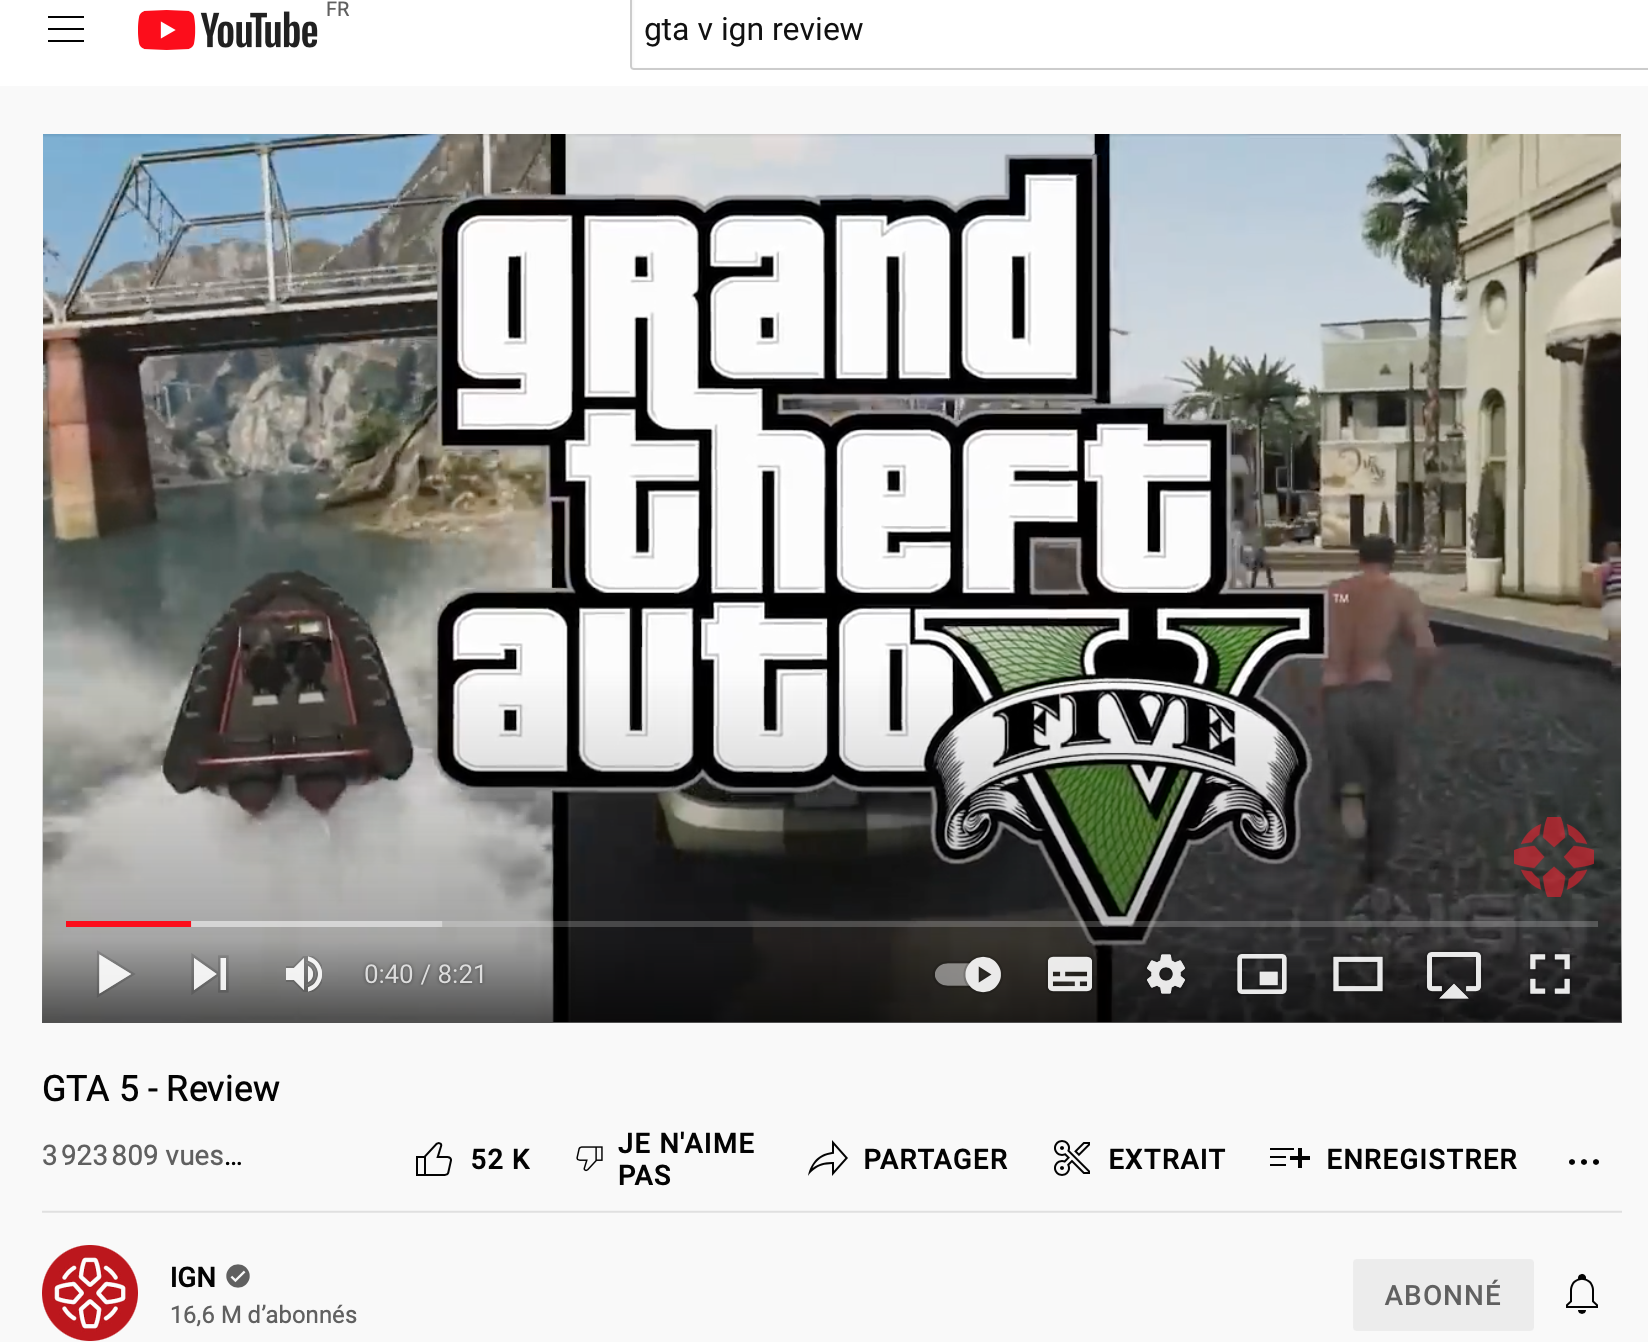 YouTube FR
gta v ign review
grand
theft
auto V
FIVE
TM
IGN
0:40 / 8:21
GTA 5 - Review
3 923 809 vues...
52 K
JE N'AIME
PAS
PARTAGER
EXTRAIT
ENREGISTRER
IGN
16,6 M d’abonnés
ABONNÉ